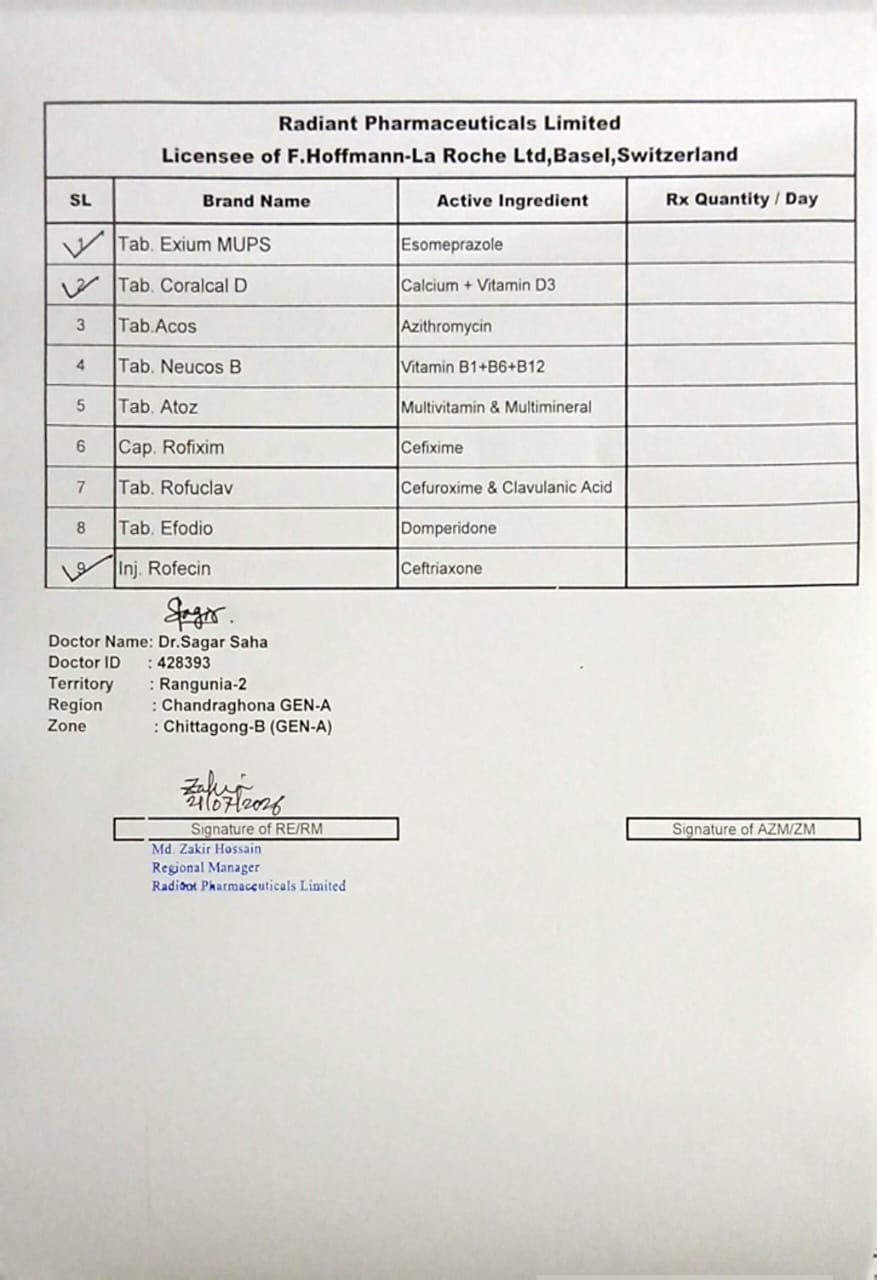 Radiant Pharmaceuticals Limited
Licensee of F.Hoffmann-La Roche Ltd,Basel,Switzerland
SL Brand Name Active Ingredient Rx Quantity / Day
1 Tab. Exium MUPS Esomeprazole
2 Tab. Coralcal D Calcium + Vitamin D3
3 Tab.Acos Azithromycin
4 Tab. Neucos B Vitamin B1+B6+B12
5 Tab. Atoz Multivitamin & Multimineral
6 Cap. Rofixim Cefixime
7 Tab. Rofuclav Cefuroxime & Clavulanic Acid
8 Tab. Efodio Domperidone
9 Inj. Rofecin Ceftriaxone
Doctor Name: Dr.Sagar Saha
Doctor ID : 428393
Territory : Rangunia-2
Region : Chandraghona GEN-A
Zone : Chittagong-B (GEN-A)
21/07/2026
Signature of RE/RM Signature of AZM/ZM
Md. Zakir Hossain
Regional Manager
Radiant Pharmaceuticals Limited